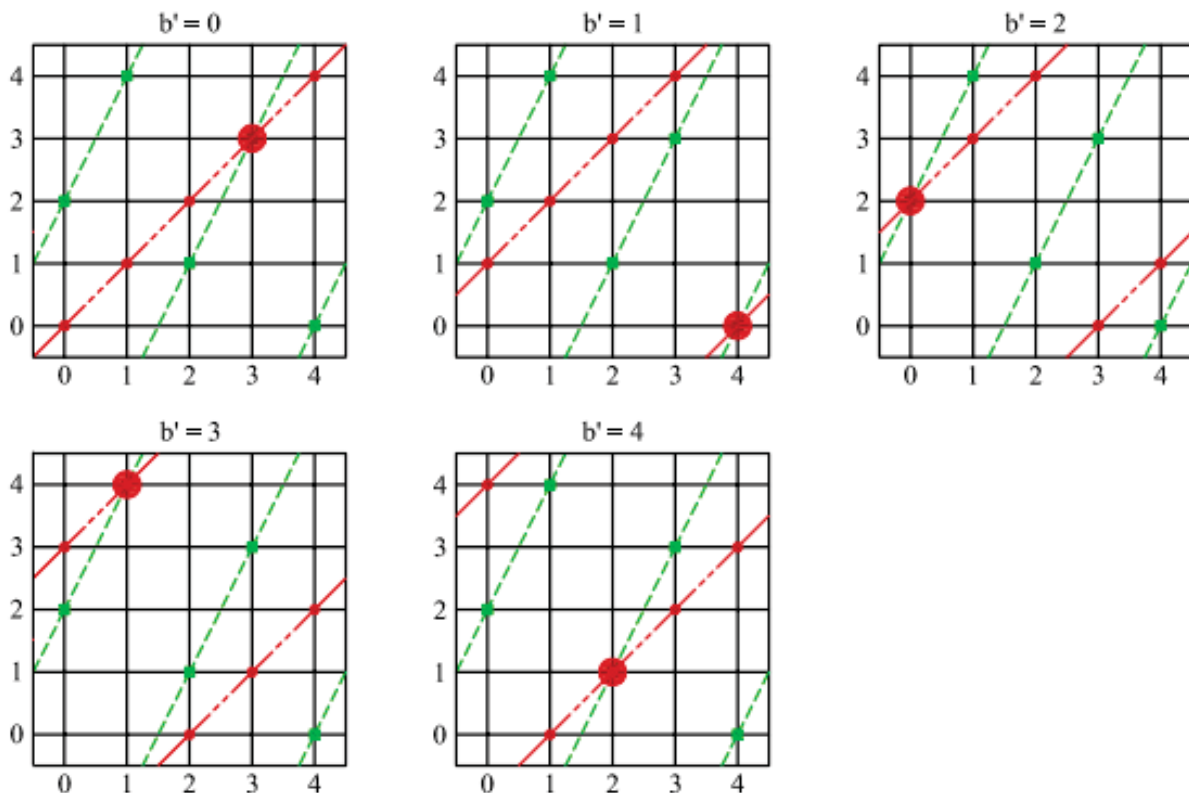 b' = 0
b' = 1
b' = 2
4 4 4
3 3 3
2 2 2
1 1 1
0 0 0
0 1 2 3 4 0 1 2 3 4 0 1 2 3 4
b' = 3
b' = 4
4 4
3 3
2 2
1 1
0 0
0 1 2 3 4 0 1 2 3 4